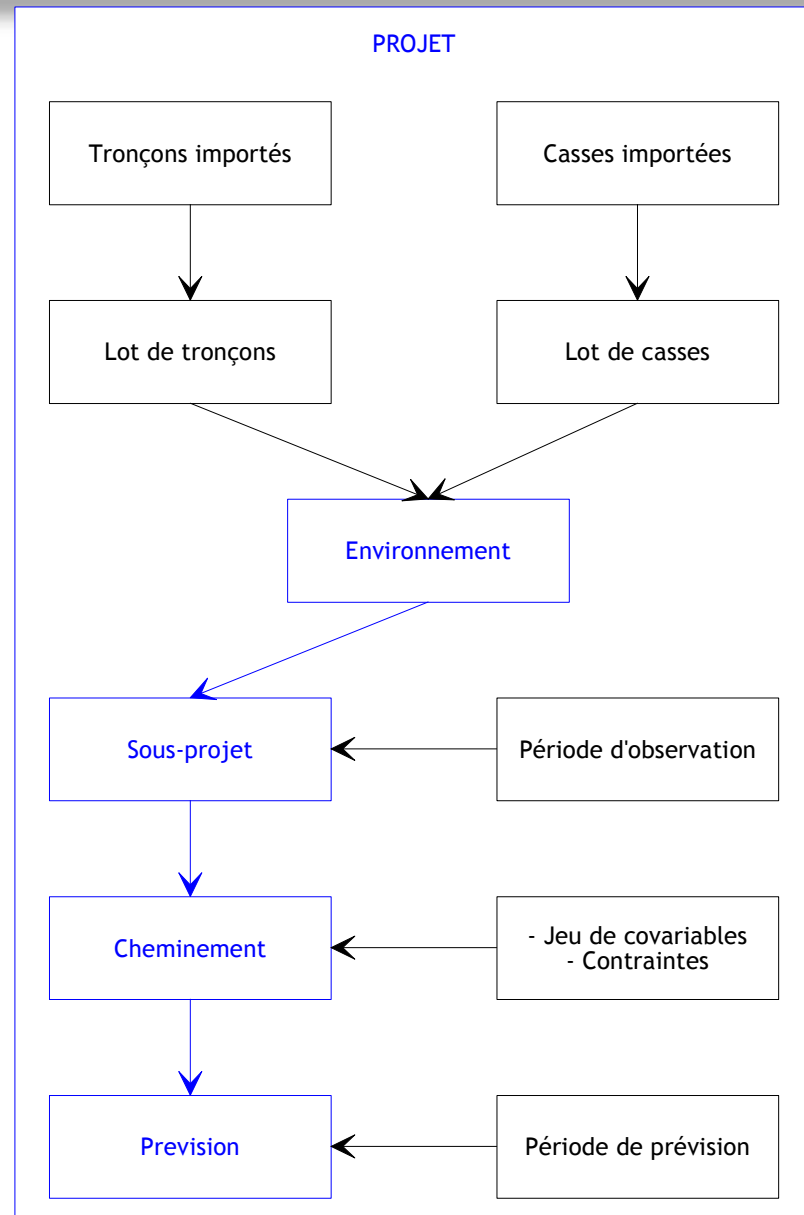 PROJET
Tronçons importés
Casses importées
Lot de tronçons
Lot de casses
Environnement
Sous-projet
Période d'observation
Cheminement
- Jeu de covariables
- Contraintes
Prevision
Période de prévision